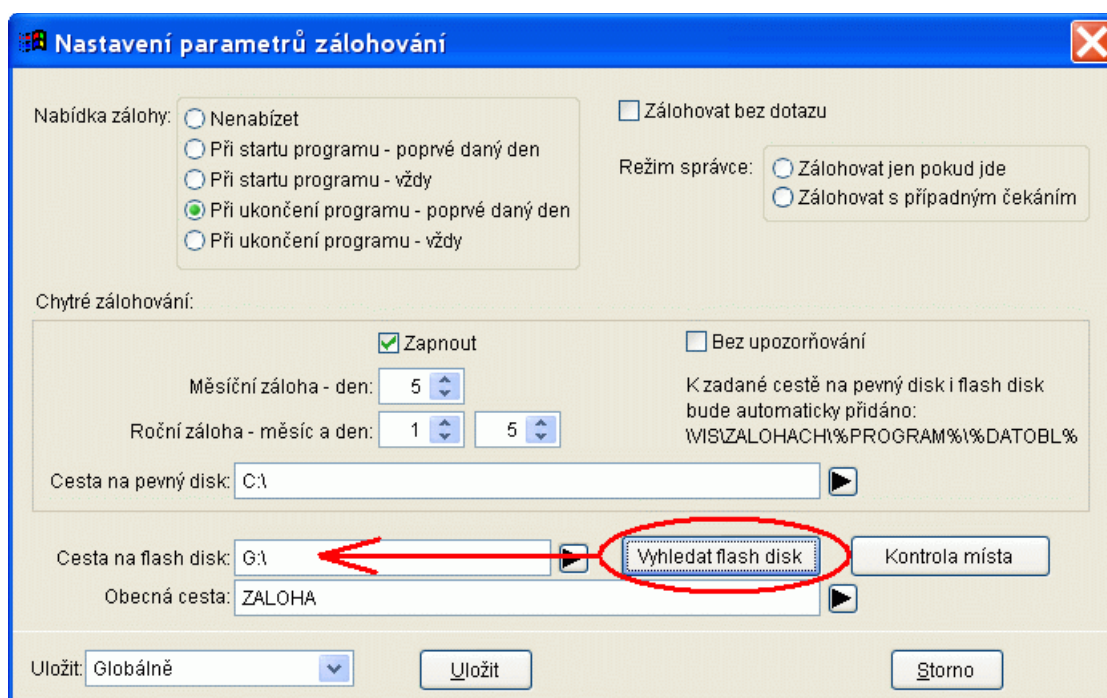 Nastavení parametrů zálohování
Nabídka zálohy:
Nenabízet
Při startu programu - poprvé daný den
Při startu programu - vždy
Při ukončení programu - poprvé daný den
Při ukončení programu - vždy
Zálohovat bez dotazu
Režim správce:
Zálohovat jen pokud jde
Zálohovat s případným čekáním
Chytré zálohování:
Zapnout
Bez upozorňování
Měsíční záloha - den: 5
Roční záloha - měsíc a den: 1 5
K zadané cestě na pevný disk i flash disk
bude automaticky přidáno:
\VIS\ZALOHACH\%PROGRAM%\%DATOBL%
Cesta na pevný disk: C:\
Cesta na flash disk: G:\ Vyhledat flash disk Kontrola místa
Obecná cesta: ZALOHA
Uložit: Globálně Uložit Storno